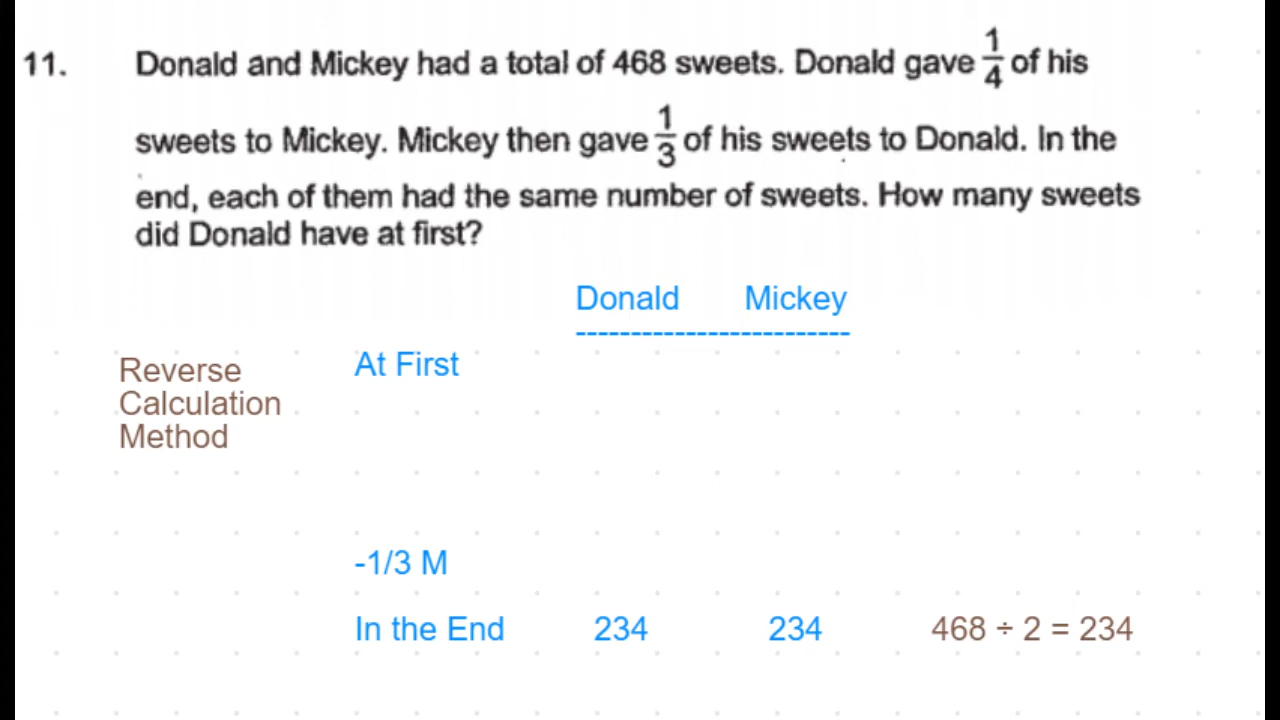 11. Donald and Mickey had a total of 468 sweets. Donald gave 1/4 of his
sweets to Mickey. Mickey then gave 1/3 of his sweets to Donald. In the
end, each of them had the same number of sweets. How many sweets
did Donald have at first?
Donald Mickey
-------------------------
Reverse
Calculation
Method
At First
-1/3 M
In the End 234 234 468 ÷ 2 = 234